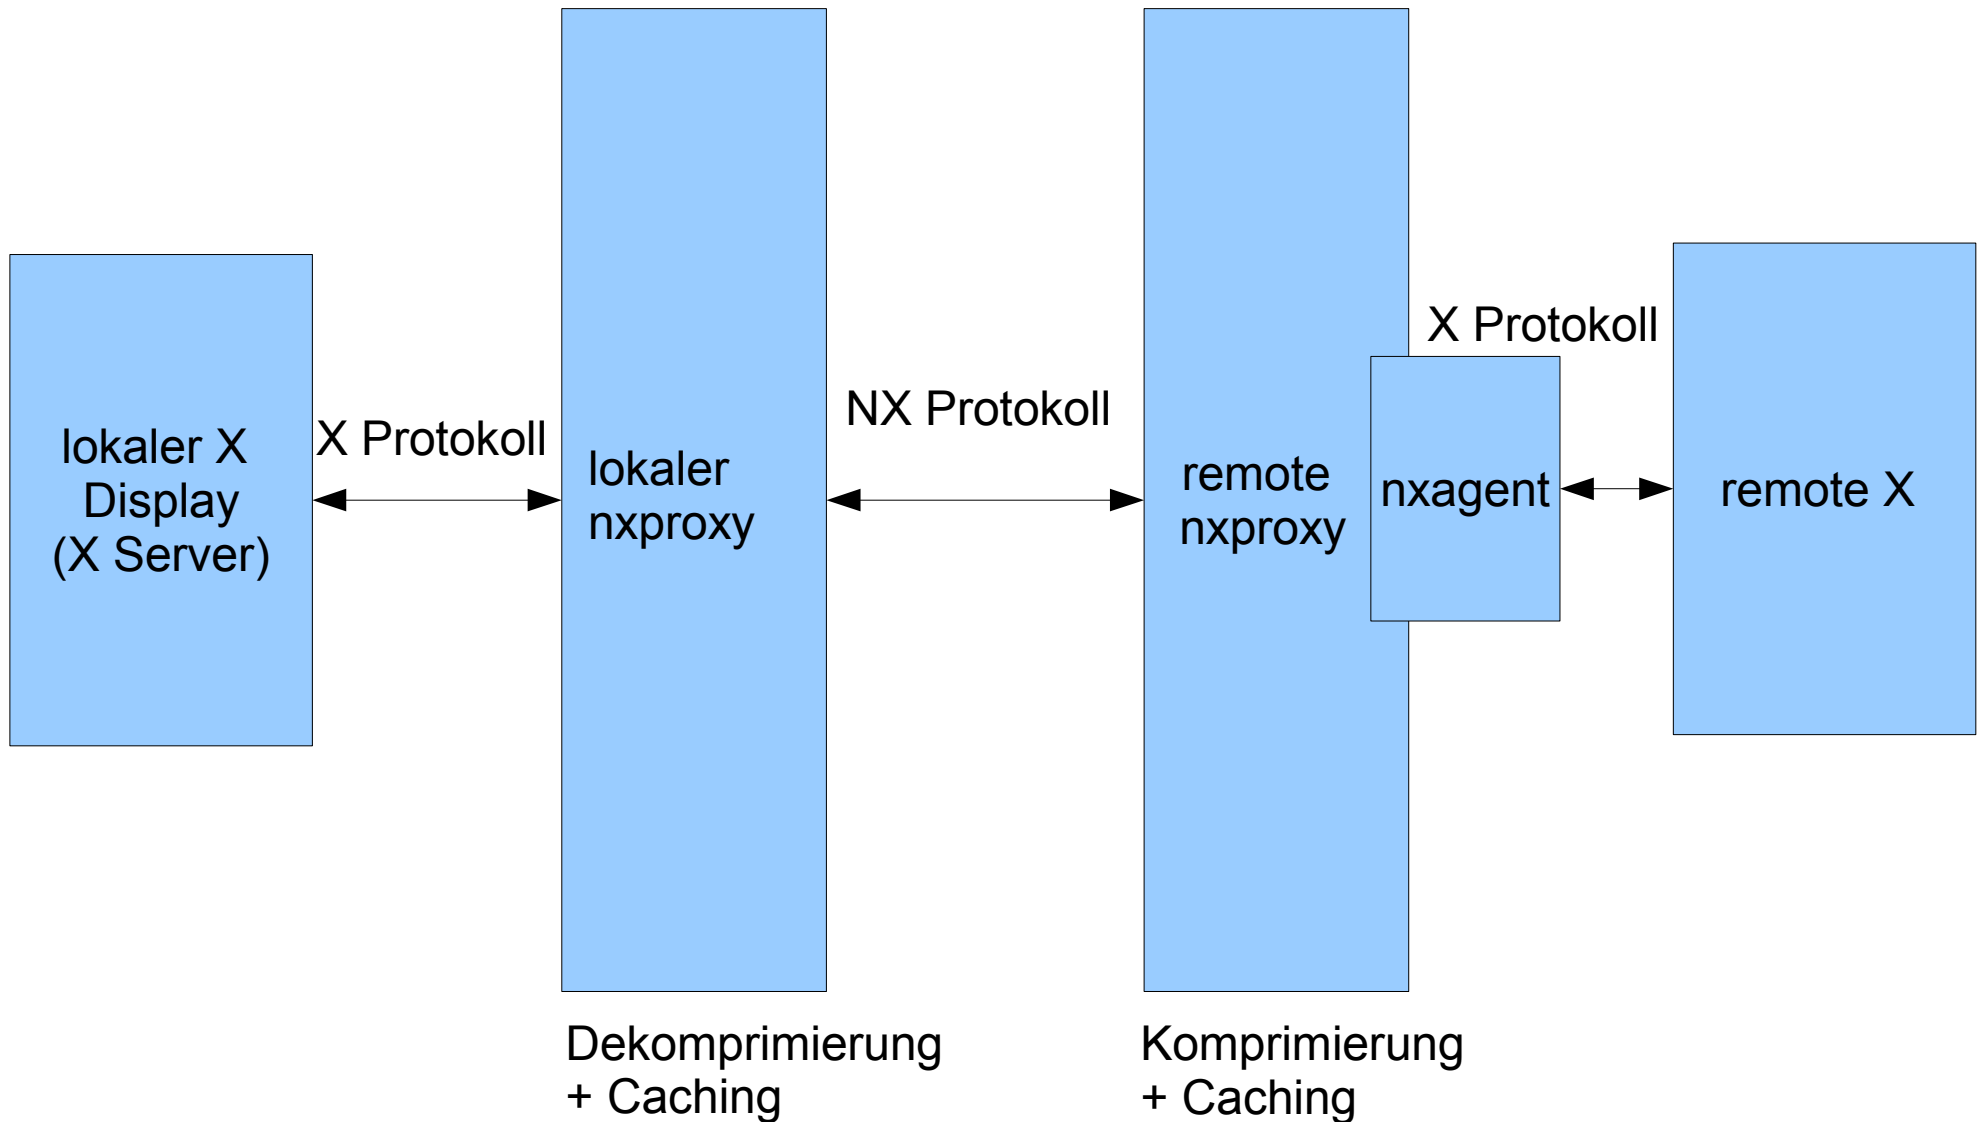 lokaler X
Display
(X Server)
X Protokoll
lokaler
nxproxy
NX Protokoll
remote
nxproxy
nxagent
X Protokoll
remote X
Dekomprimierung
+ Caching
Komprimierung
+ Caching